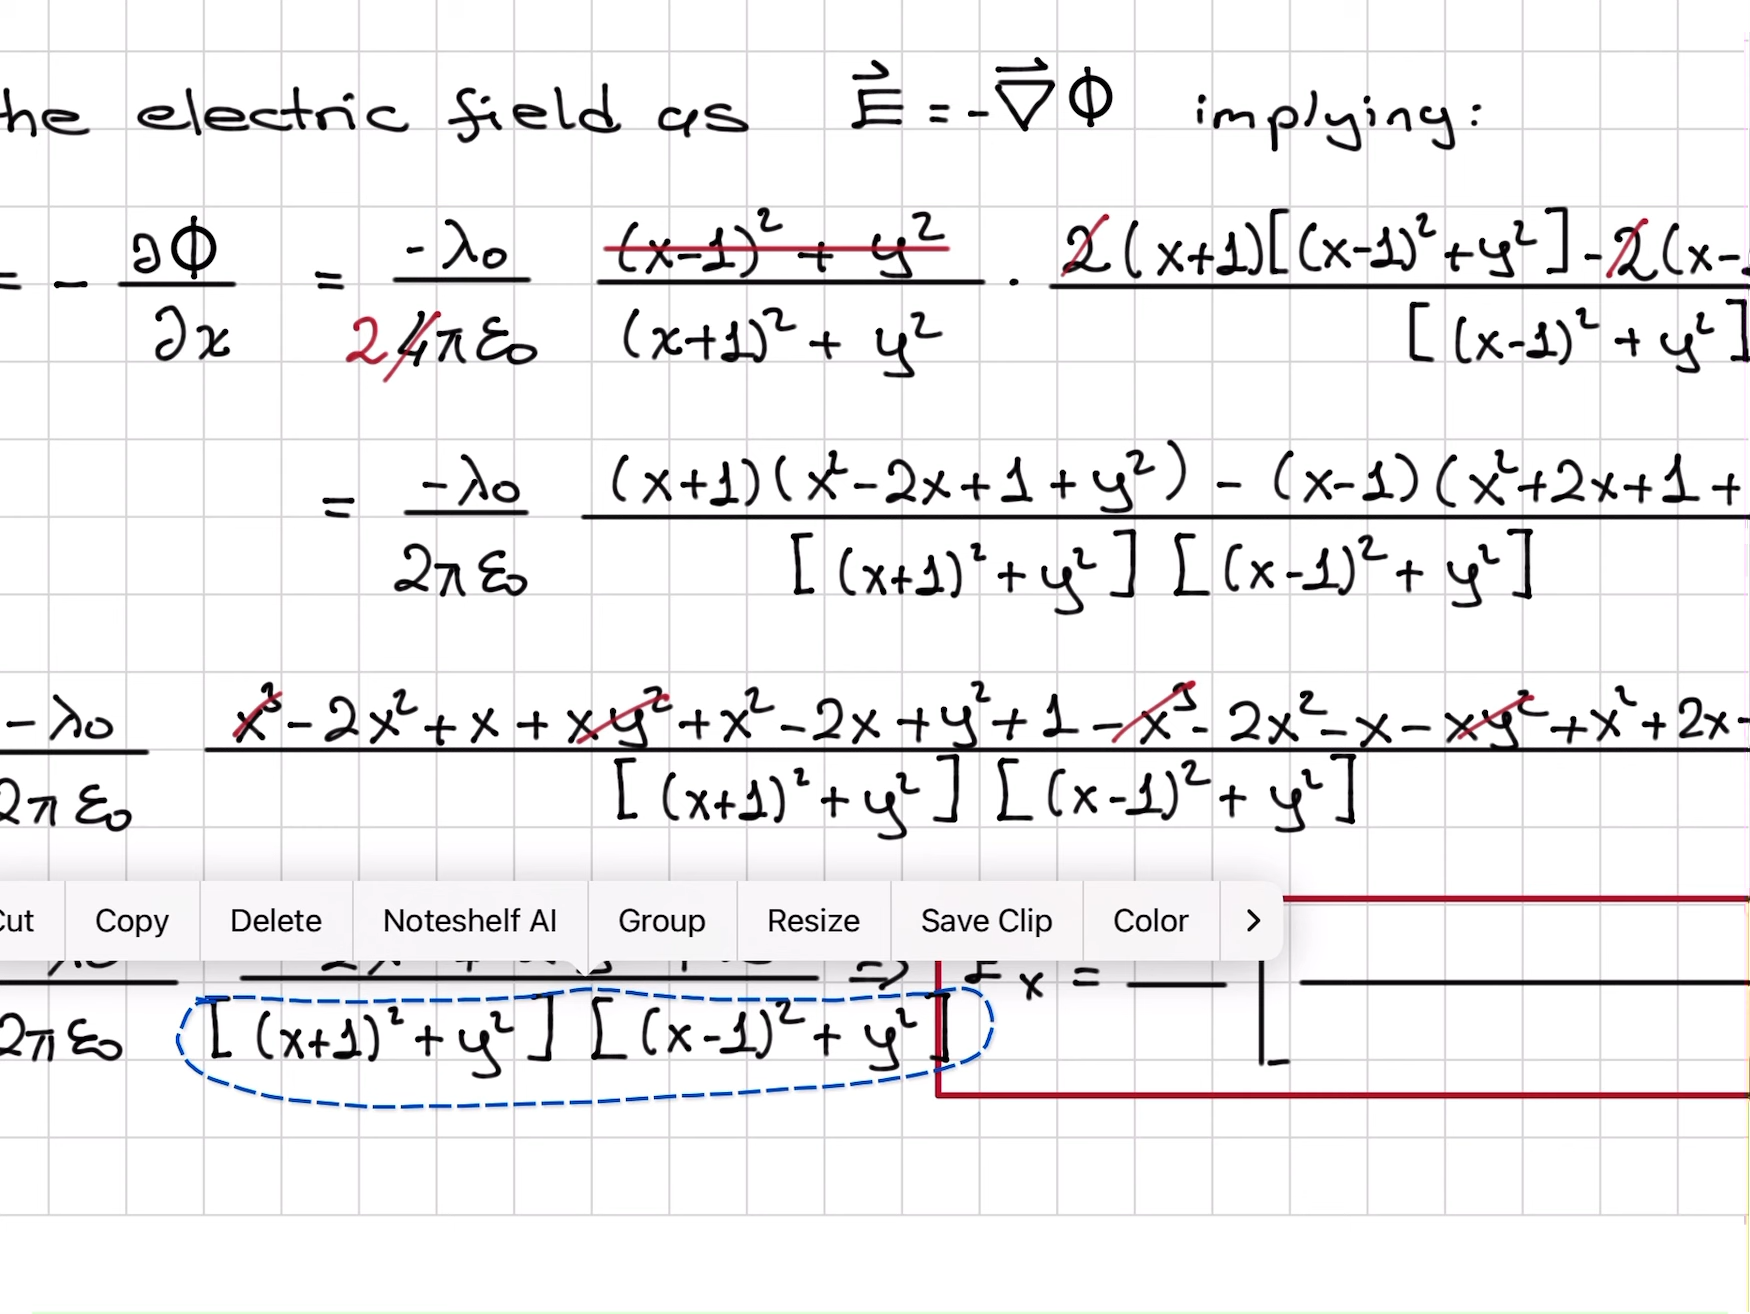 he electric field as E⃗ = -∇⃗Φ implying:
= - ∂Φ/∂x = -λ₀/2 4πε₀ (x-1)² + y²/(x+1)² + y² · 2(x+1)[(x-1)²+y²] - 2(x-/[(x-1)² + y²]
= -λ₀/2πε₀ (x+1)(x²-2x+1+y²) - (x-1)(x²+2x+1+/[(x+1)²+y²][(x-1)²+y²]
-λ₀/2πε₀ x³-2x²+x+xy²+x²-2x+y²+1-x³-2x²-x-xy²+x²+2x-/[(x+1)²+y²][(x-1)²+y²]
Cut Copy Delete Noteshelf AI Group Resize Save Clip Color >
2πε₀ [(x+1)²+y²][(x-1)²+y²] ⇒ Ex =